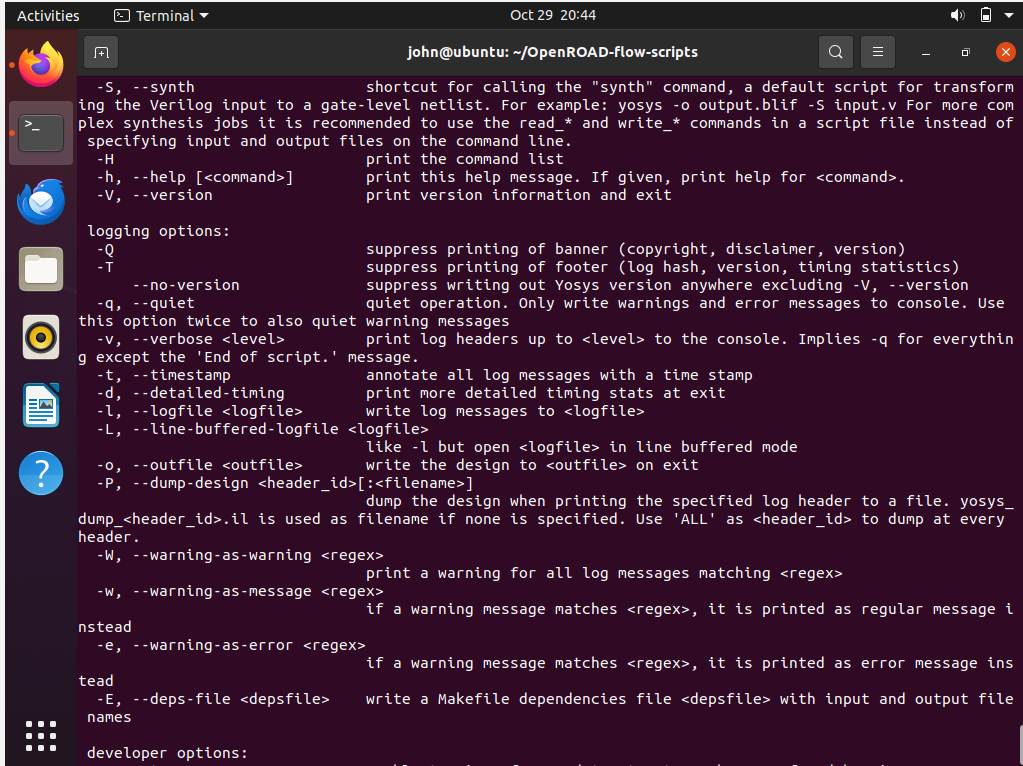 Activities
Terminal
Oct 29 20:44
john@ubuntu: ~/OpenROAD-flow-scripts
-S, --synth shortcut for calling the "synth" command, a default script for transform
ing the Verilog input to a gate-level netlist. For example: yosys -o output.blif -S input.v For more com
plex synthesis jobs it is recommended to use the read_* and write_* commands in a script file instead of
specifying input and output files on the command line.
-H print the command list
-h, --help [<command>] print this help message. If given, print help for <command>.
-V, --version print version information and exit
logging options:
-Q suppress printing of banner (copyright, disclaimer, version)
-T suppress printing of footer (log hash, version, timing statistics)
--no-version suppress writing out Yosys version anywhere excluding -V, --version
-q, --quiet quiet operation. Only write warnings and error messages to console. Use
this option twice to also quiet warning messages
-v, --verbose <level> print log headers up to <level> to the console. Implies -q for everythin
g except the 'End of script.' message.
-t, --timestamp annotate all log messages with a time stamp
-d, --detailed-timing print more detailed timing stats at exit
-l, --logfile <logfile> write log messages to <logfile>
-L, --line-buffered-logfile <logfile>
like -l but open <logfile> in line buffered mode
-o, --outfile <outfile> write the design to <outfile> on exit
-P, --dump-design <header_id>[:<filename>]
dump the design when printing the specified log header to a file. yosys_
dump_<header_id>.il is used as filename if none is specified. Use 'ALL' as <header_id> to dump at every
header.
-W, --warning-as-warning <regex>
print a warning for all log messages matching <regex>
-w, --warning-as-message <regex>
if a warning message matches <regex>, it is printed as regular message i
nstead
-e, --warning-as-error <regex>
if a warning message matches <regex>, it is printed as error message ins
tead
-E, --deps-file <depsfile> write a Makefile dependencies file <depsfile> with input and output file
names
developer options: